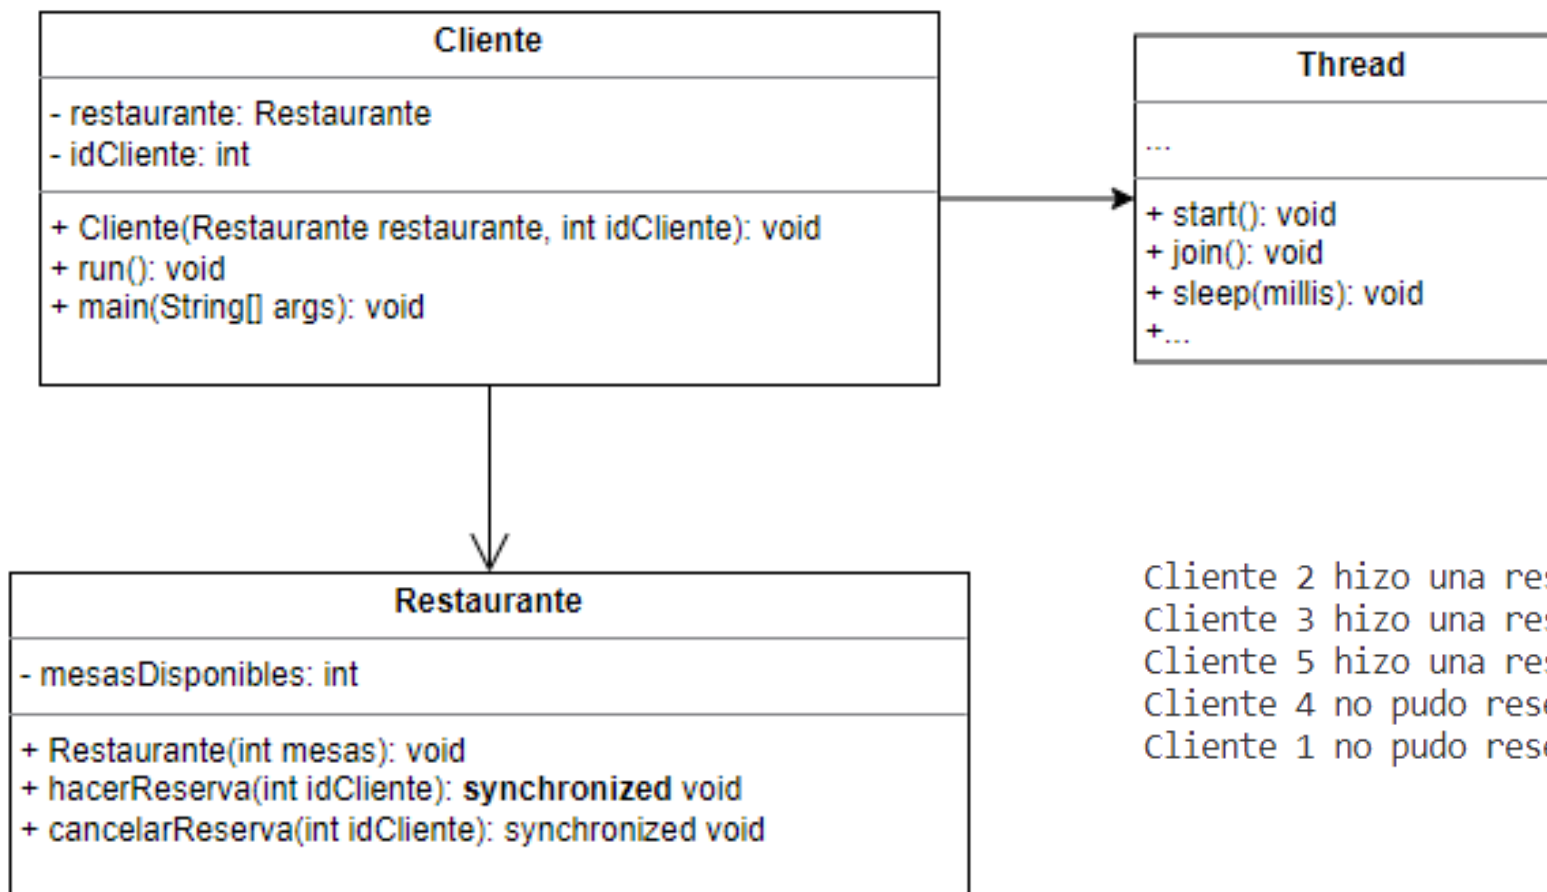 Cliente
- restaurante: Restaurante
- idCliente: int
+ Cliente(Restaurante restaurante, int idCliente): void
+ run(): void
+ main(String[] args): void
Thread
...
+ start(): void
+ join(): void
+ sleep(millis): void
+...
Restaurante
- mesasDisponibles: int
+ Restaurante(int mesas): void
+ hacerReserva(int idCliente): synchronized void
+ cancelarReserva(int idCliente): synchronized void
Cliente 2 hizo una
Cliente 3 hizo una
Cliente 5 hizo una
Cliente 4 no pudo
Cliente 1 no pudo